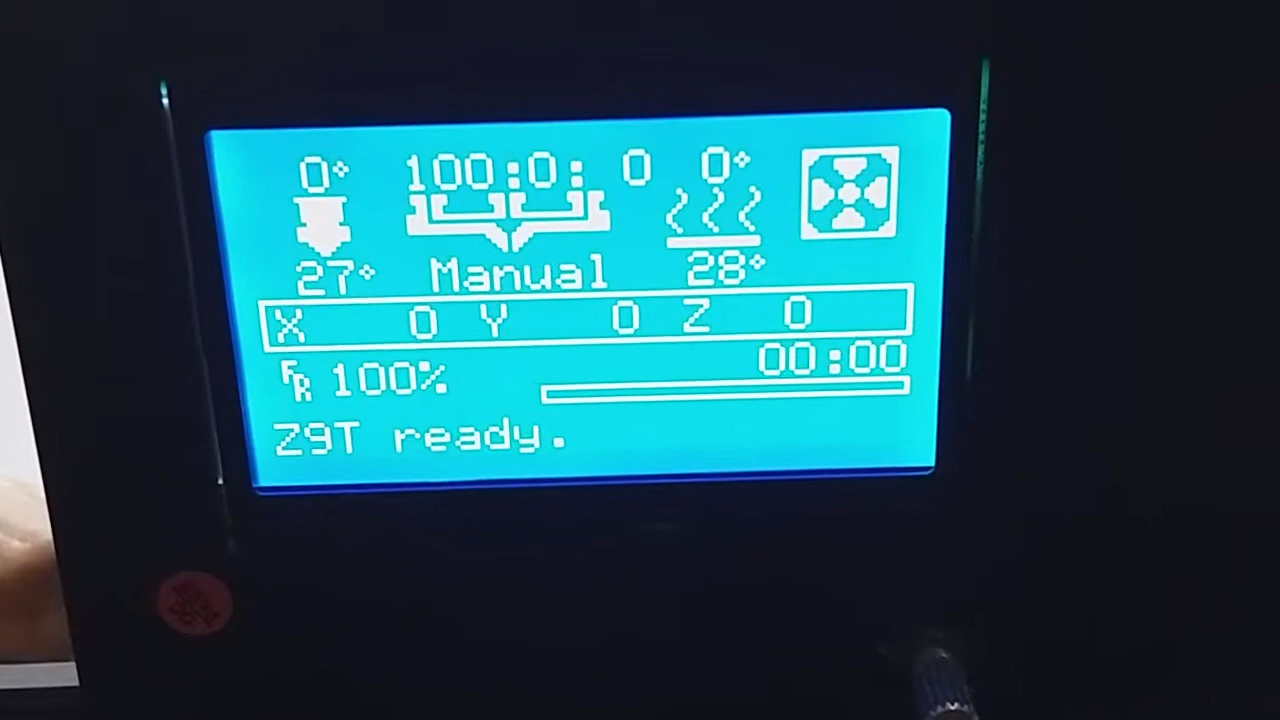 0° 100:0: 0 0°
27° Manual 28°
X 0 Y 0 Z 0
FR 100% 00:00
Z9T ready.